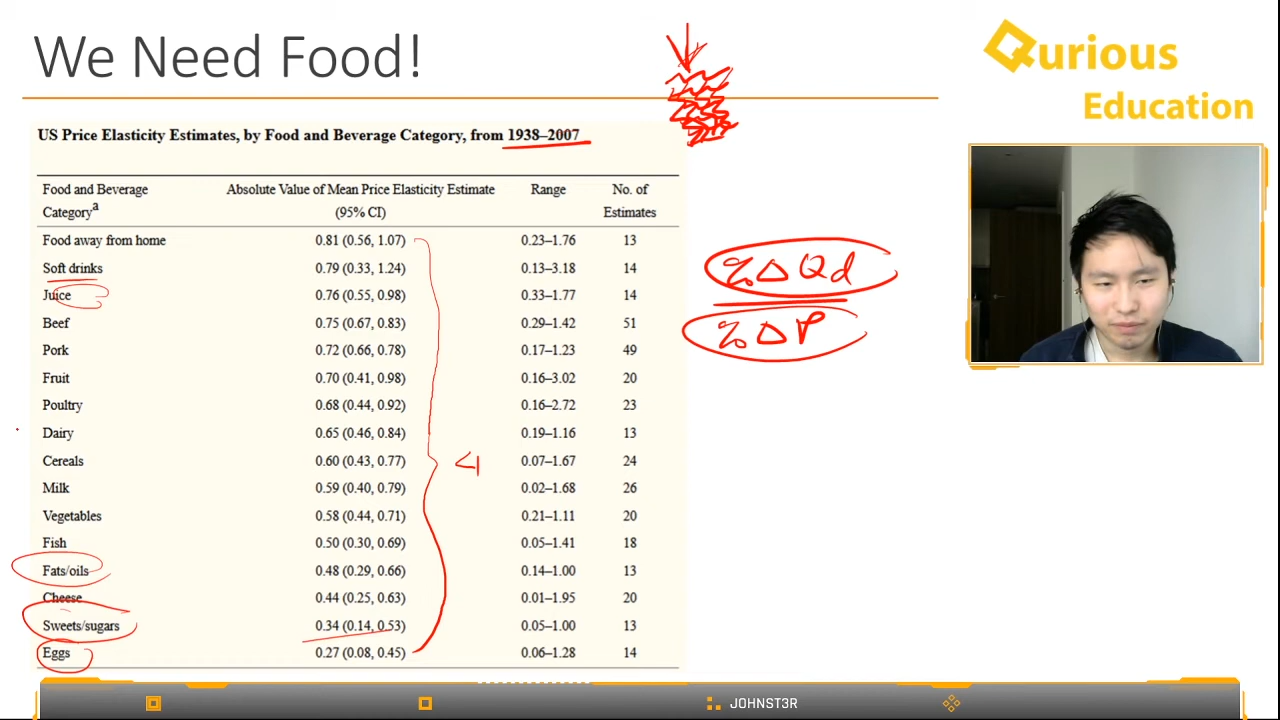 We Need Food!
Qurious
Education
US Price Elasticity Estimates, by Food and Beverage Category, from 1938–2007
Food and Beverage Categoryᵃ Absolute Value of Mean Price Elasticity Estimate (95% CI) Range No. of Estimates
Food away from home 0.81 (0.56, 1.07) 0.23–1.76 13
Soft drinks 0.79 (0.33, 1.24) 0.13–3.18 14
Juice 0.76 (0.55, 0.98) 0.33–1.77 14
Beef 0.75 (0.67, 0.83) 0.29–1.42 51
Pork 0.72 (0.66, 0.78) 0.17–1.23 49
Fruit 0.70 (0.41, 0.98) 0.16–3.02 20
Poultry 0.68 (0.44, 0.92) 0.16–2.72 23
Dairy 0.65 (0.46, 0.84) 0.19–1.16 13
Cereals 0.60 (0.43, 0.77) 0.07–1.67 24
Milk 0.59 (0.40, 0.79) 0.02–1.68 26
Vegetables 0.58 (0.44, 0.71) 0.21–1.11 20
Fish 0.50 (0.30, 0.69) 0.05–1.41 18
Fats/oils 0.48 (0.29, 0.66) 0.14–1.00 13
Cheese 0.44 (0.25, 0.63) 0.01–1.95 20
Sweets/sugars 0.34 (0.14, 0.53) 0.05–1.00 13
Eggs 0.27 (0.08, 0.45) 0.06–1.28 14
<1
%ΔQd
%ΔP
JOHNST3R